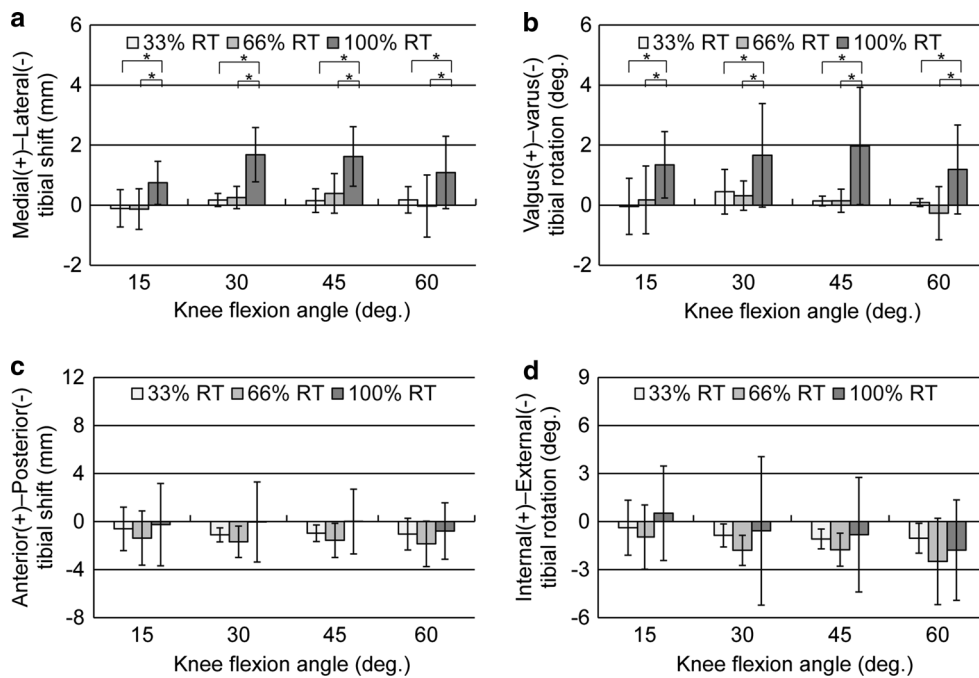 a
6
4
2
0
-2
Medial(+)–Lateral(-)
tibial shift (mm)
33% RT 66% RT 100% RT
* * * *
* * * *
15 30 45 60
Knee flexion angle (deg.)
b
6
4
2
0
-2
Valgus(+)–varus(-)
tibial rotation (deg.)
33% RT 66% RT 100% RT
* * * *
* * * *
15 30 45 60
Knee flexion angle (deg.)
c
12
8
4
0
-4
-8
Anterior(+)–Posterior(-)
tibial shift (mm)
33% RT 66% RT 100% RT
15 30 45 60
Knee flexion angle (deg.)
d
9
6
3
0
-3
-6
Internal(+)–External(-)
tibial rotation (deg.)
33% RT 66% RT 100% RT
15 30 45 60
Knee flexion angle (deg.)